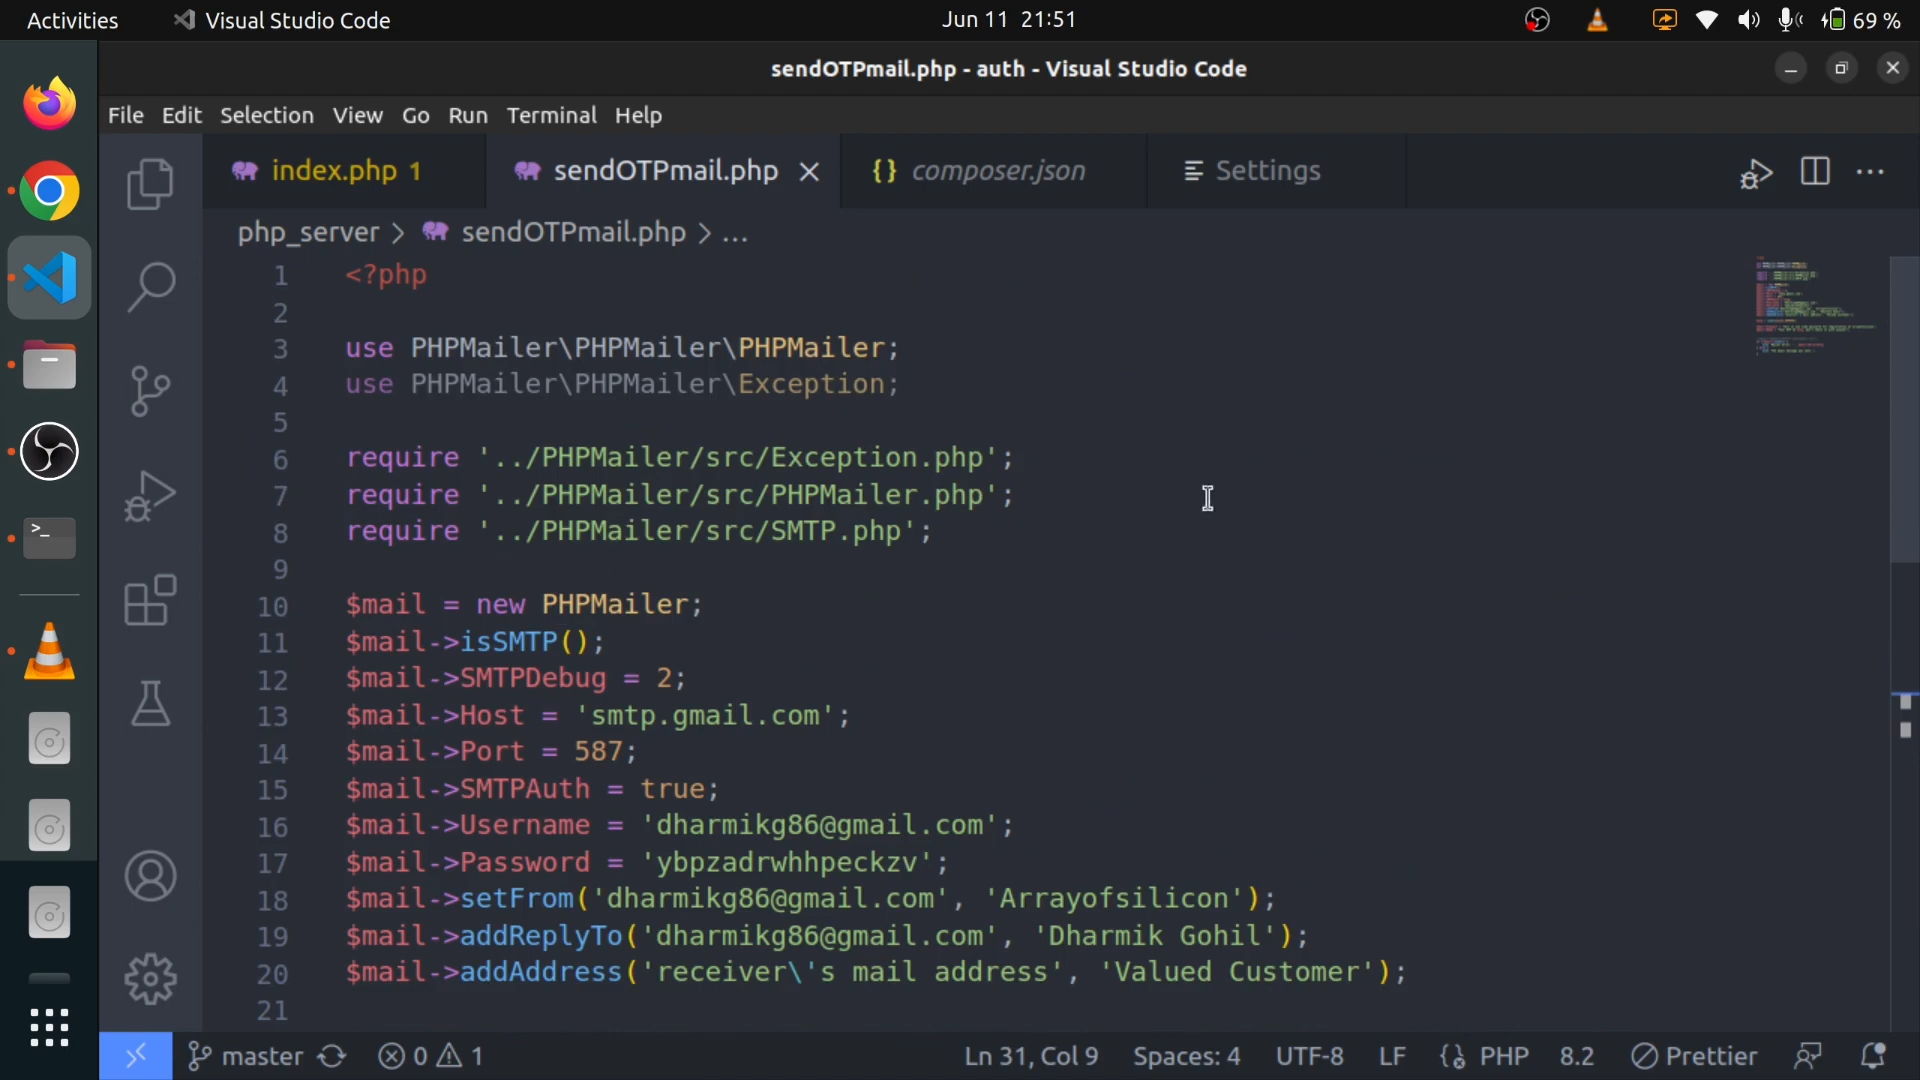 Activities
Visual Studio Code
Jun 11 21:51
69 %
sendOTPmail.php - auth - Visual Studio Code
File Edit Selection View Go Run Terminal Help
index.php 1
sendOTPmail.php
{} composer.json
Settings
php_server > sendOTPmail.php > ...
1 <?php
2
3 use PHPMailer\PHPMailer\PHPMailer;
4 use PHPMailer\PHPMailer\Exception;
5
6 require '../PHPMailer/src/Exception.php';
7 require '../PHPMailer/src/PHPMailer.php';
8 require '../PHPMailer/src/SMTP.php';
9
10 $mail = new PHPMailer;
11 $mail->isSMTP();
12 $mail->SMTPDebug = 2;
13 $mail->Host = 'smtp.gmail.com';
14 $mail->Port = 587;
15 $mail->SMTPAuth = true;
16 $mail->Username = 'dharmikg86@gmail.com';
17 $mail->Password = 'ybpzadrwhhpeckzv';
18 $mail->setFrom('dharmikg86@gmail.com', 'Arrayofsilicon');
19 $mail->addReplyTo('dharmikg86@gmail.com', 'Dharmik Gohil');
20 $mail->addAddress('receiver\'s mail address', 'Valued Customer');
21
master 0 1 Ln 31, Col 9 Spaces: 4 UTF-8 LF PHP 8.2 Prettier